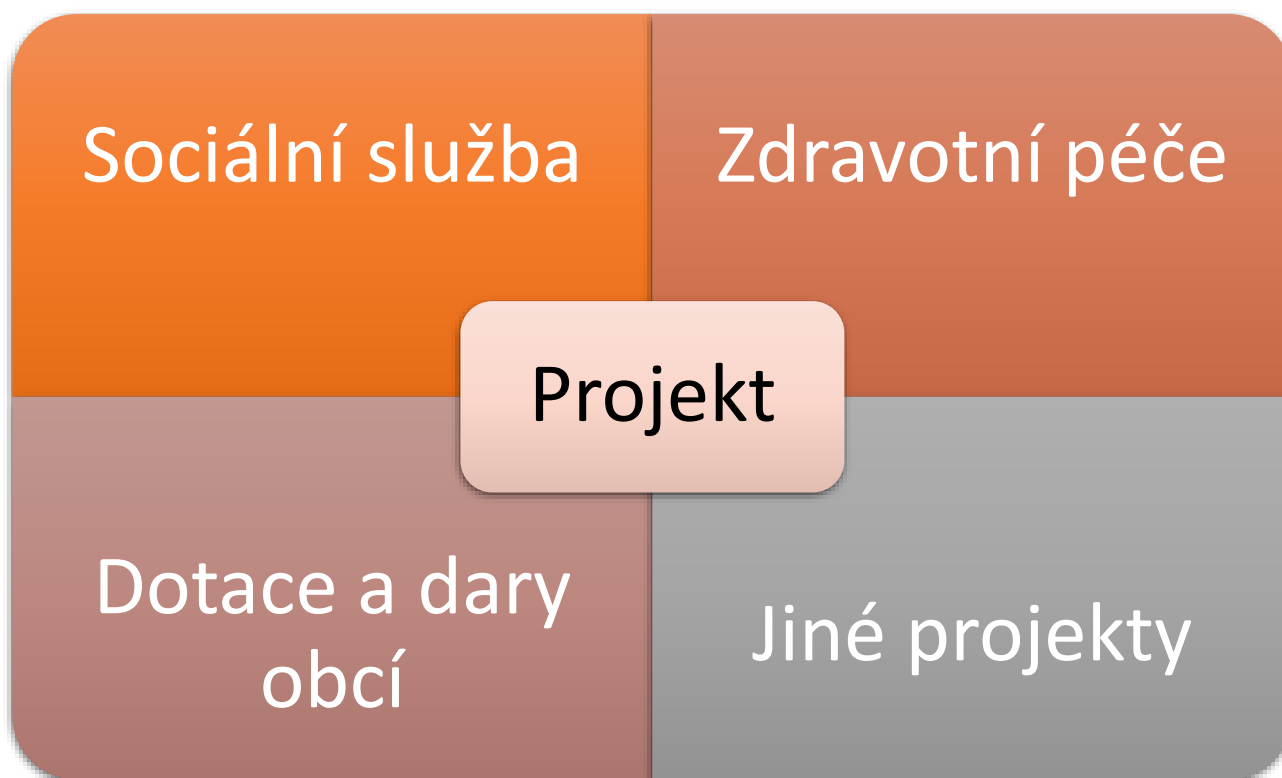 Sociální služba
Zdravotní péče
Projekt
Dotace a dary
obcí
Jiné projekty